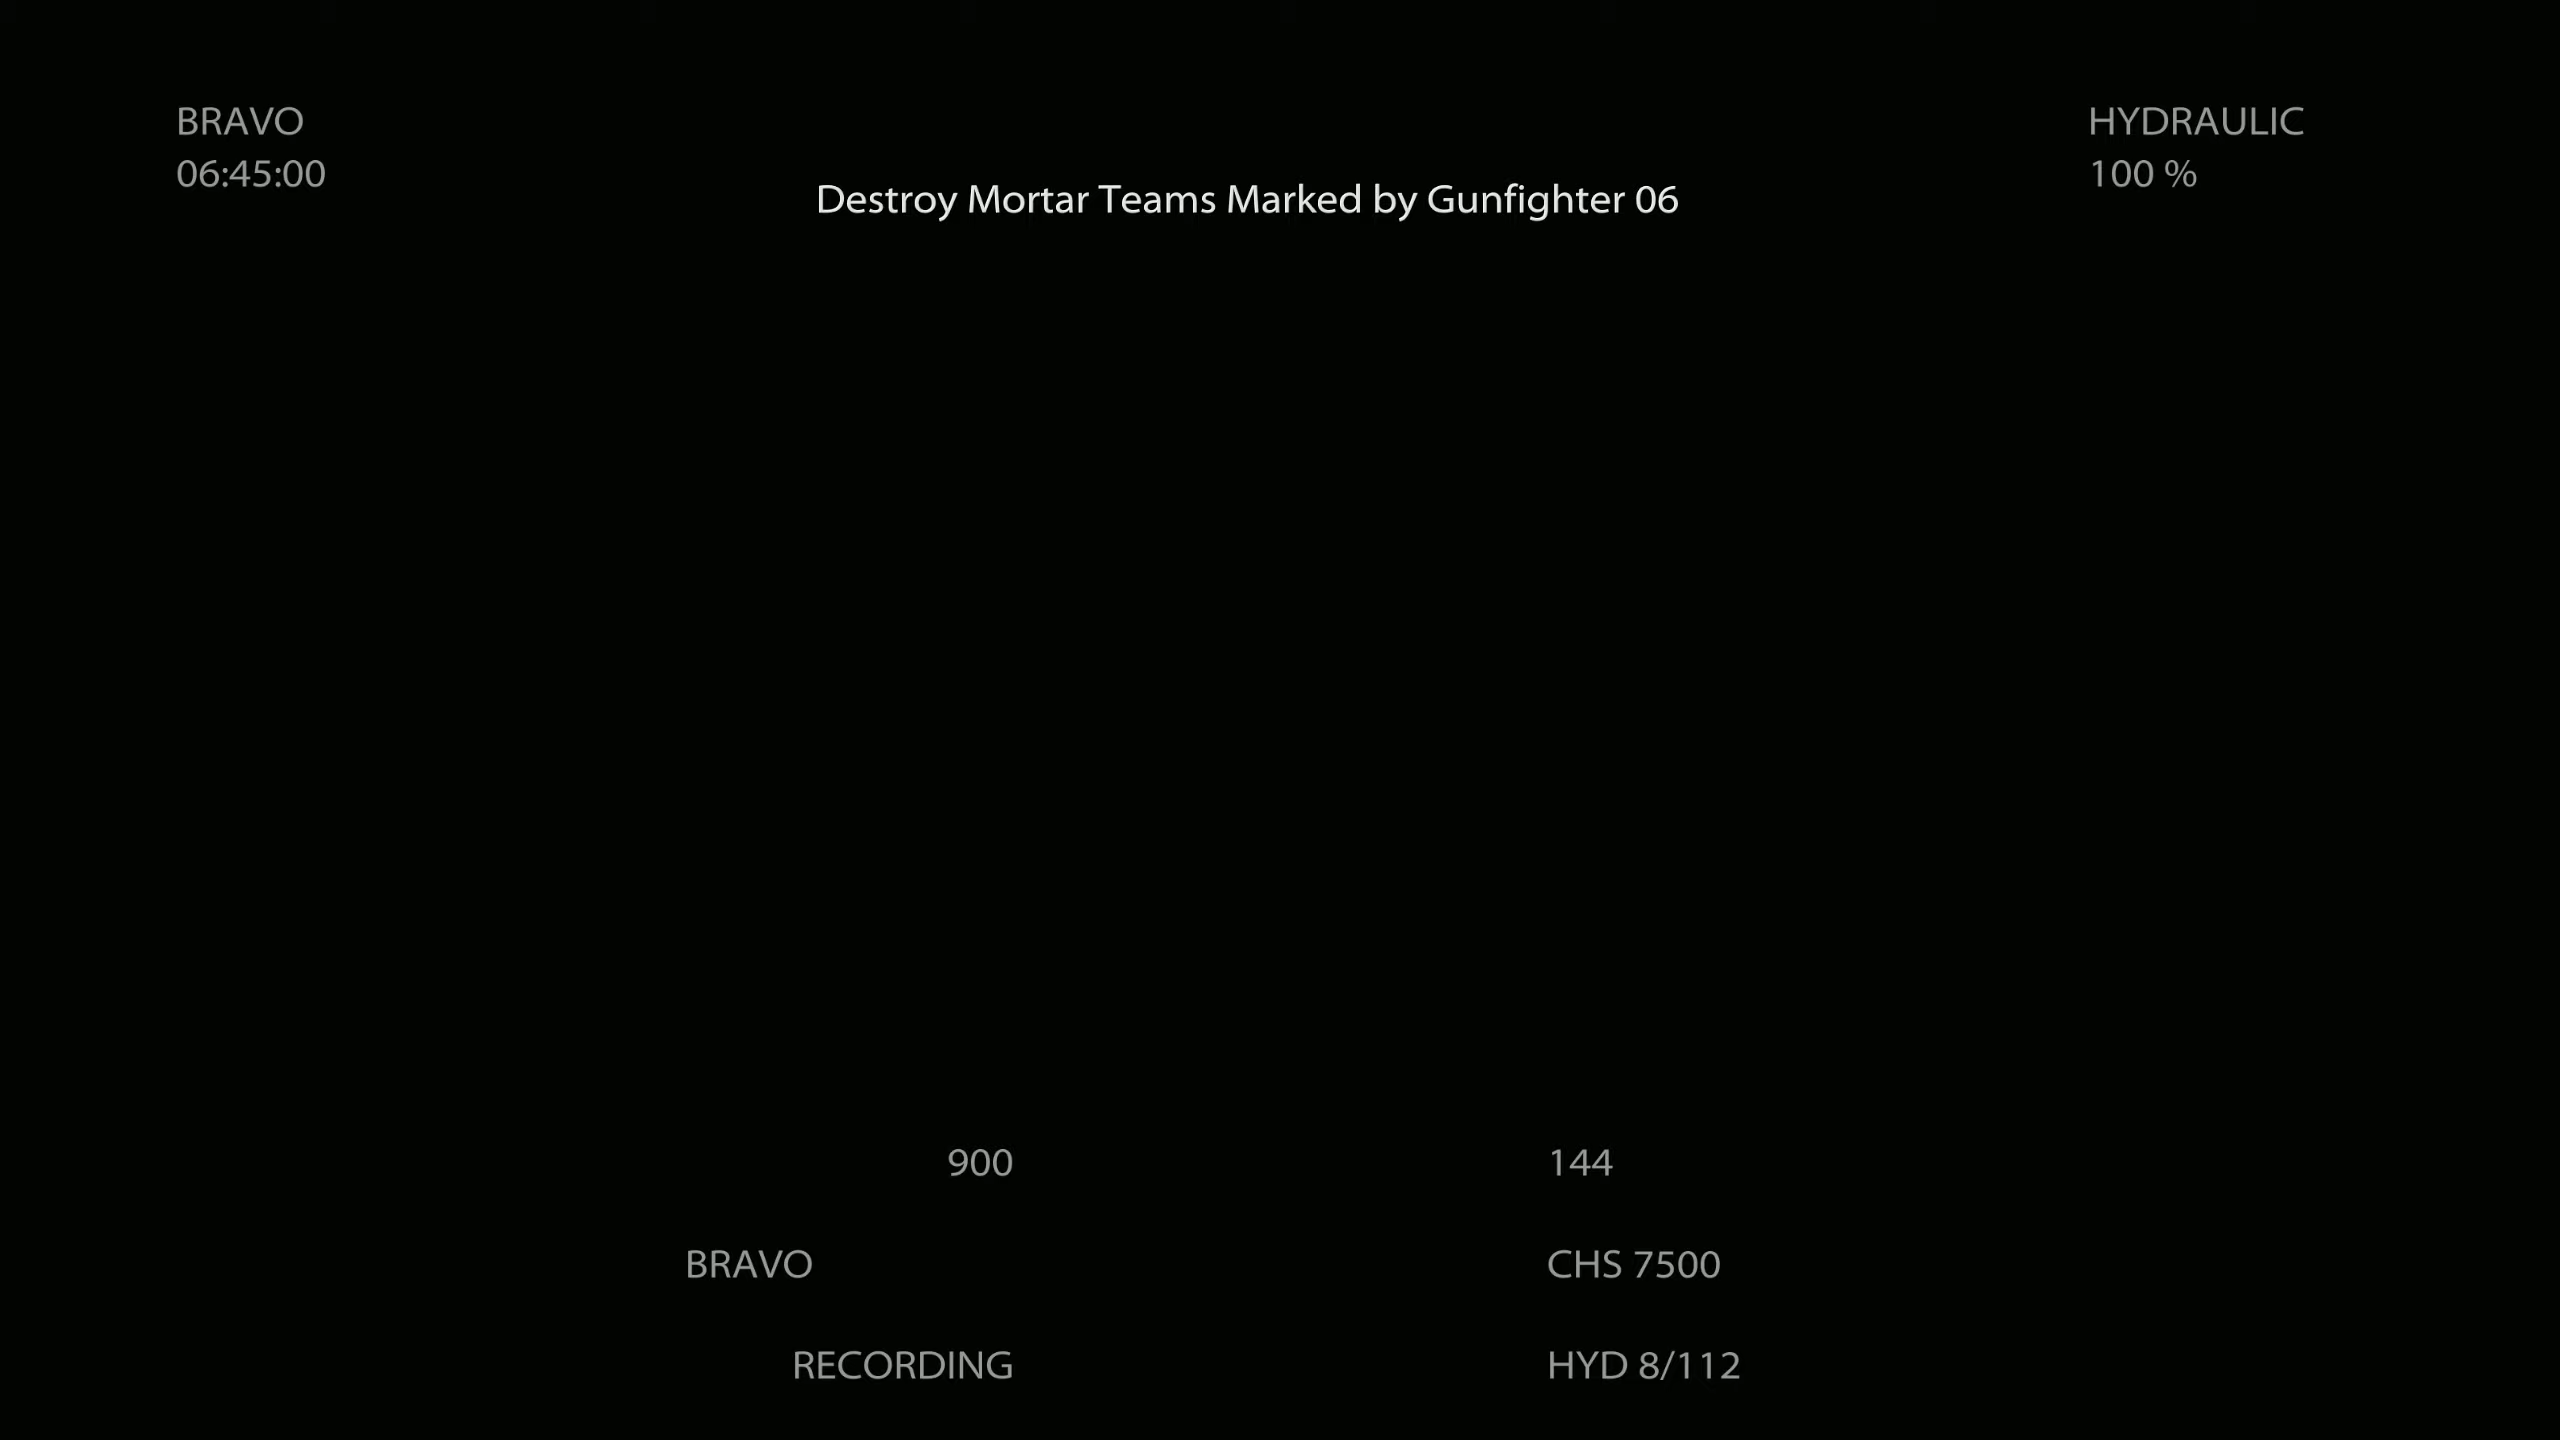 BRAVO
06:45:00
HYDRAULIC
100 %
Destroy Mortar Teams Marked by Gunfighter 06
900
144
BRAVO
CHS 7500
RECORDING
HYD 8/112